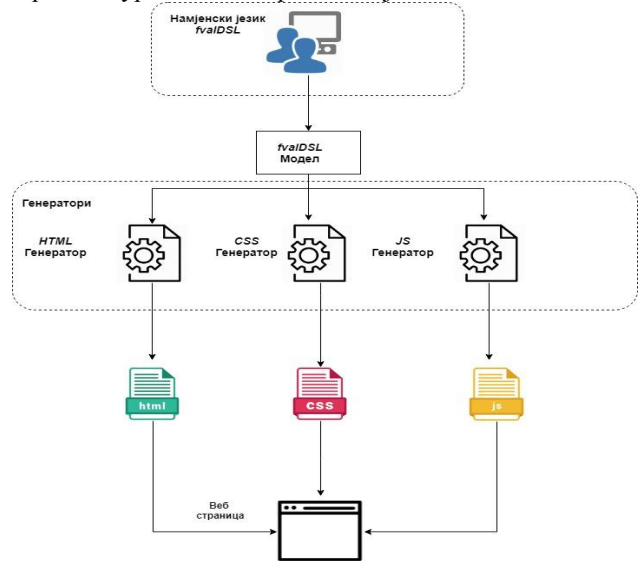 Намјенски језик
fvalDSL
fvalDSL
Модел
Генератори
HTML
Генератор
CSS
Генератор
JS
Генератор
html
CSS
js
Веб
страница